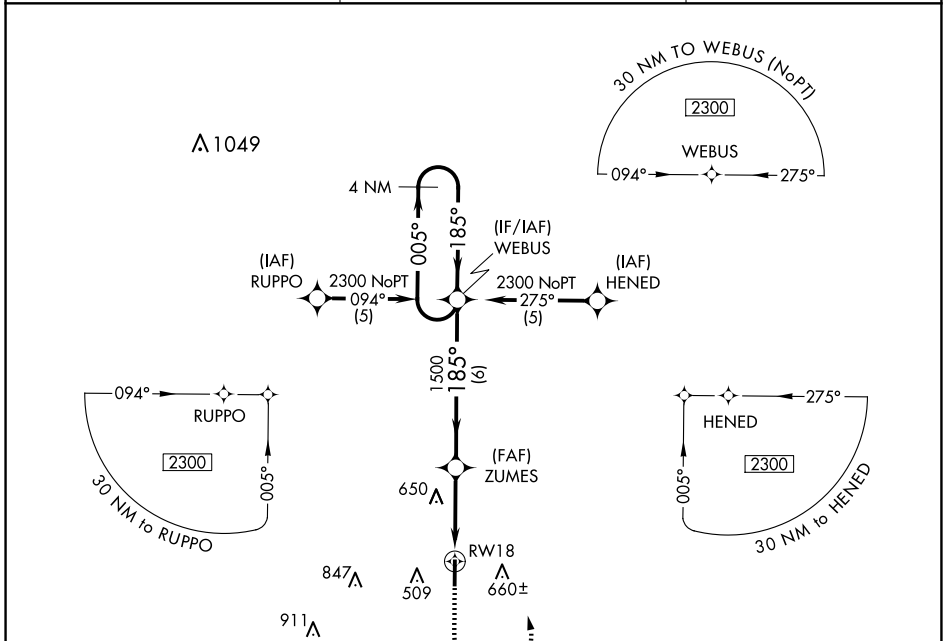 30 NM TO WEBUS (NoPT)
2300
WEBUS
094°
275°
1049
4 NM
005°
185°
(IF/IAF)
WEBUS
(IAF)
RUPPO
2300 NoPT
094°
(5)
2300 NoPT
275°
(5)
(IAF)
HENED
1500
185°
(6)
094°
RUPPO
2300
005°
30 NM to RUPPO
275°
HENED
2300
005°
30 NM to HENED
(FAF)
ZUMES
650
RW18
847
509
660±
911